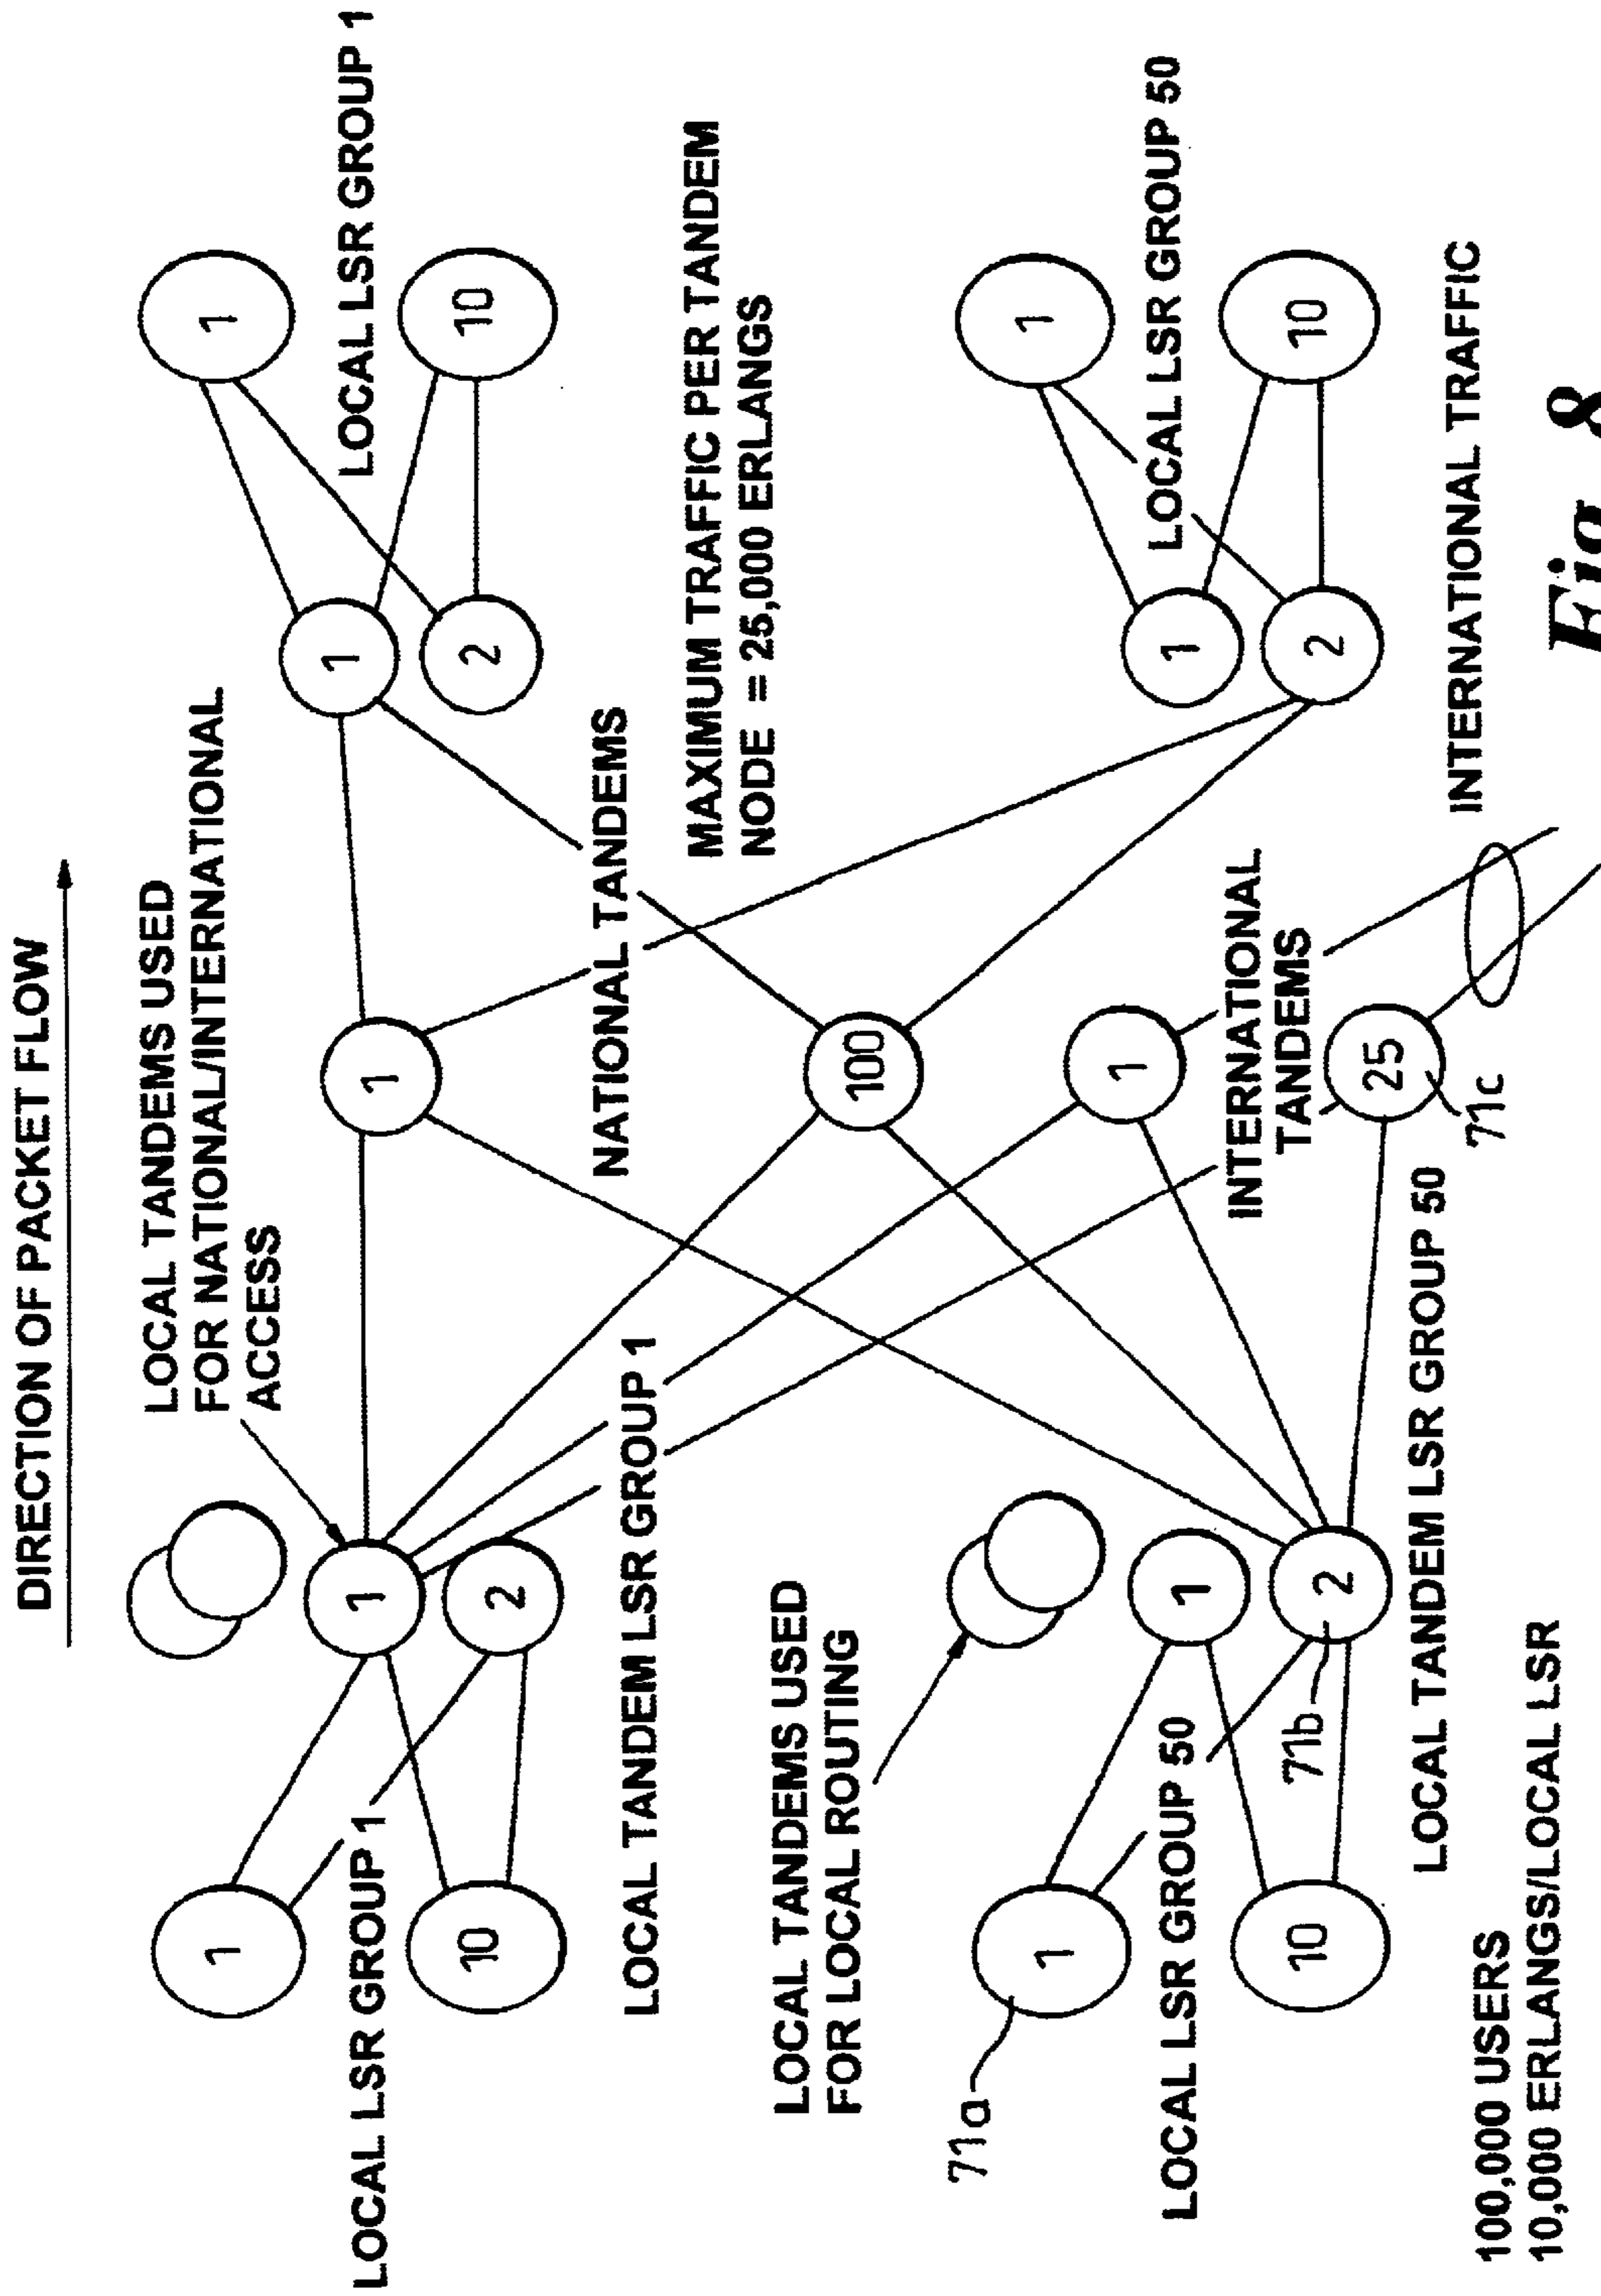 DIRECTION OF PACKET FLOW
LOCAL TANDEMS USED
FOR NATIONAL/INTERNATIONAL
ACCESS
1
10
LOCAL LSR GROUP 1
1
2
LOCAL TANDEM LSR GROUP 1
1
NATIONAL TANDEMS
100
1
2
1
10
LOCAL LSR GROUP 1
MAXIMUM TRAFFIC PER TANDEM
NODE = 25,000 ERLANGS
LOCAL TANDEMS USED
FOR LOCAL ROUTING
71a
1
10
LOCAL LSR GROUP 50
1
2
71b
LOCAL TANDEM LSR GROUP 50
1
INTERNATIONAL
TANDEMS
25
71c
1
2
1
10
LOCAL LSR GROUP 50
INTERNATIONAL TRAFFIC
100,000 USERS
10,000 ERLANGS/LOCAL LSR
Fig. 8